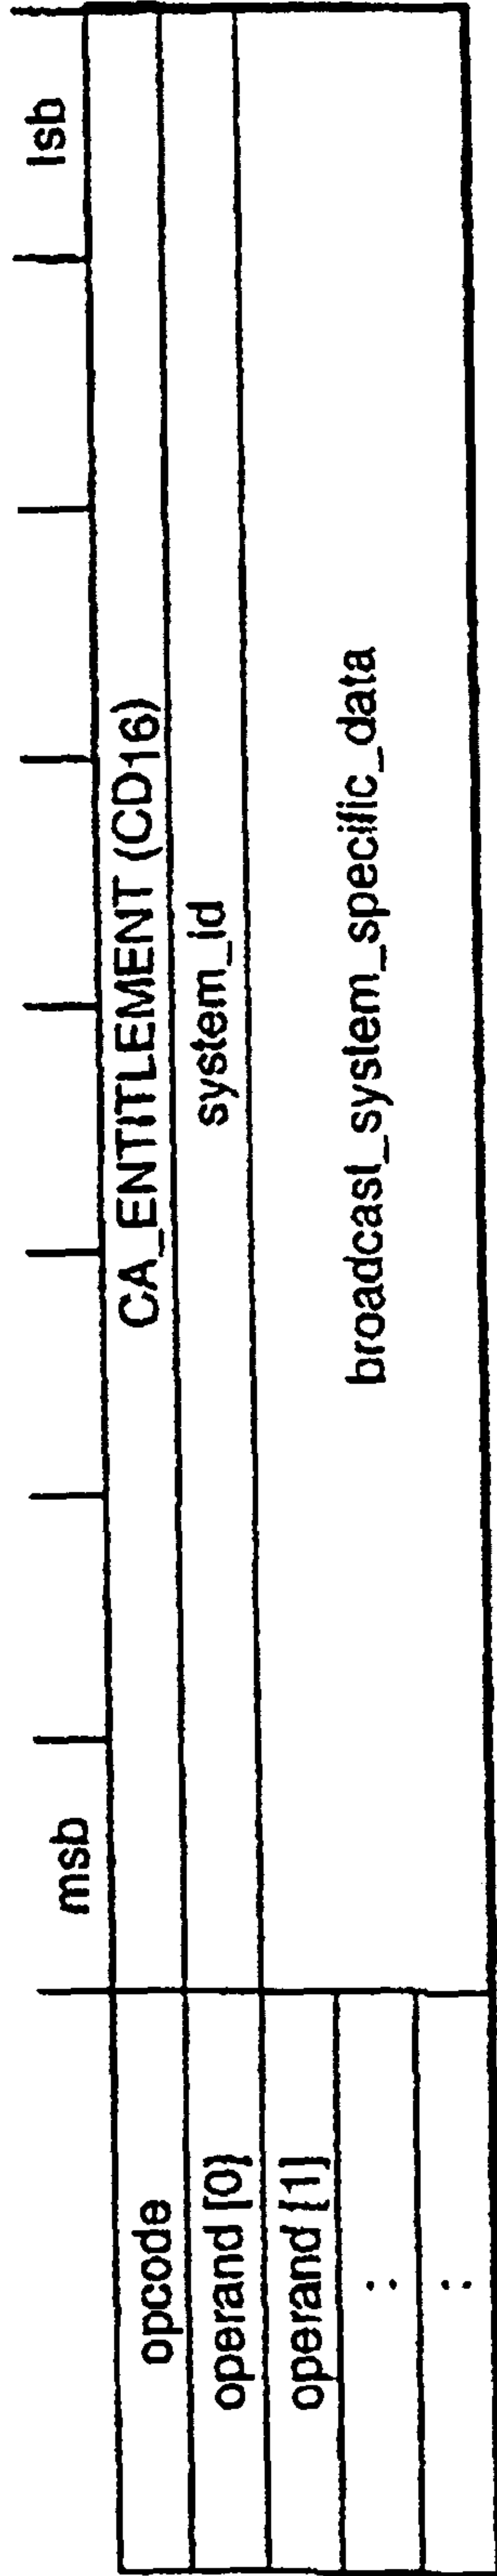 msb lsb
opcode CA_ENTITLEMENT (CD16)
operand [0] system_id
operand [1] broadcast_system_specific_data
:
: